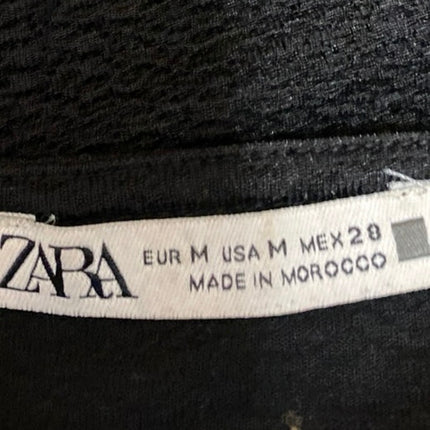 ZARA
EUR M USA M MEX 28
MADE IN MOROCCO